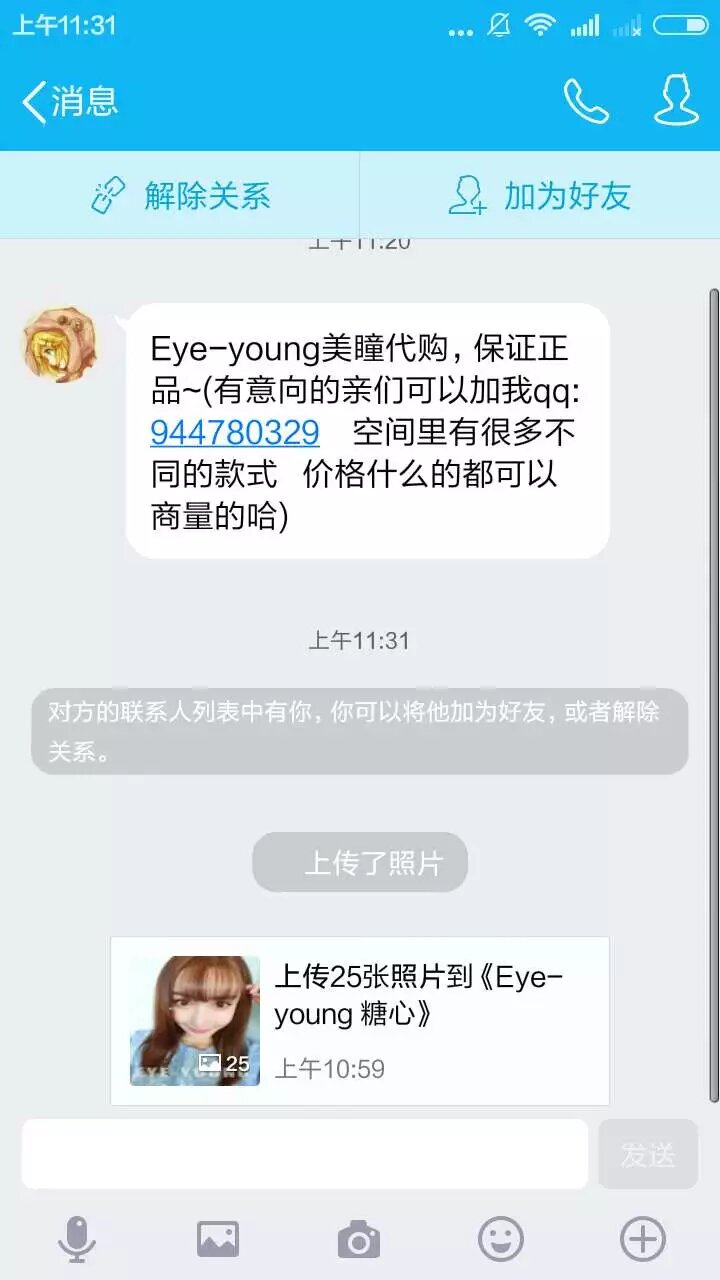 上午11:31
消息
解除关系
加为好友
上午11:20
Eye-young美瞳代购，保证正
品~(有意向的亲们可以加我qq:
944780329 空间里有很多不
同的款式 价格什么的都可以
商量的哈)
上午11:31
对方的联系人列表中有你，你可以将他加为好友，或者解除
关系。
上传了照片
上传25张照片到《Eye-
young 糖心》
25
EYE YOUNG
上午10:59
发送